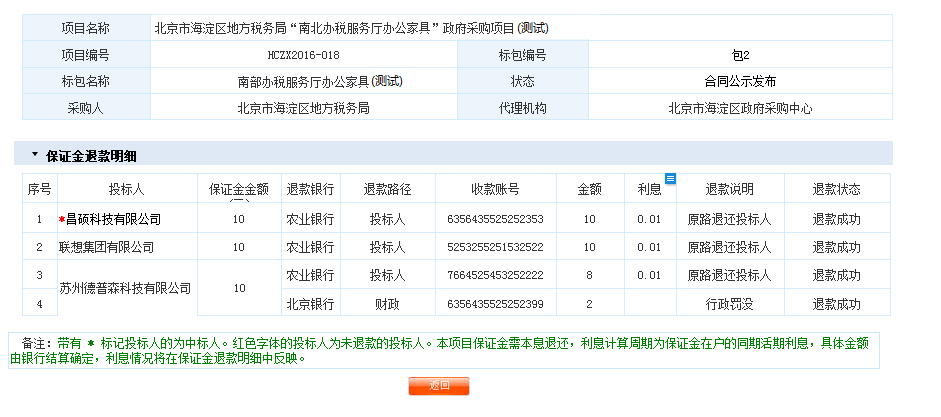 项目名称 北京市海淀区地方税务局“南北办税服务厅办公家具”政府采购项目(测试)
项目编号 HCZX2016-018 标包编号 包2
标包名称 南部办税服务厅办公家具(测试) 状态 合同公示发布
采购人 北京市海淀区地方税务局 代理机构 北京市海淀区政府采购中心
保证金退款明细
序号 投标人 保证金金额 退款银行 退款路径 收款账号 金额 利息 退款说明 退款状态
1 *昌硕科技有限公司 10 农业银行 投标人 6356435525252353 10 0.01 原路退还投标人 退款成功
2 联想集团有限公司 10 农业银行 投标人 5253255251532522 10 0.01 原路退还投标人 退款成功
3 苏州德普森科技有限公司 10 农业银行 投标人 7664525453252222 8 0.01 原路退还投标人 退款成功
4 北京银行 财政 6356435525252399 2 行政罚没 退款成功
备注：带有 * 标记投标人的为中标人。红色字体的投标人为未退款的投标人。本项目保证金需本息退还，利息计算周期为保证金在户的同期活期利息，具体金额
由银行结算确定，利息情况将在保证金退款明细中反映。
返回